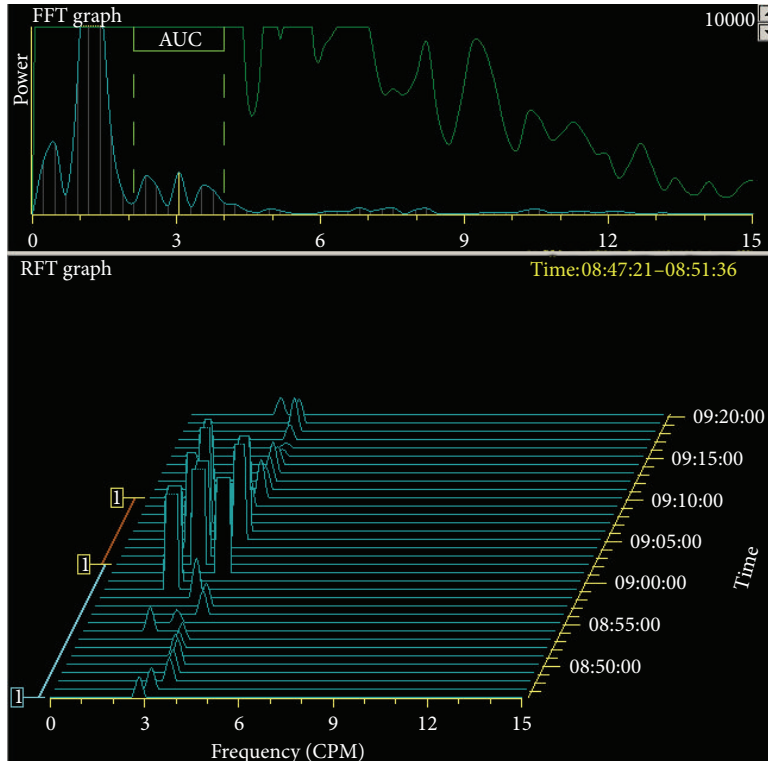 FFT graph
10000
AUC
Power
0 3 6 9 12 15
RFT graph
Time:08:47:21–08:51:36
09:20:00
09:15:00
1
09:10:00
09:05:00
1
09:00:00
Time
08:55:00
08:50:00
1
0 3 6 9 12 15
Frequency (CPM)